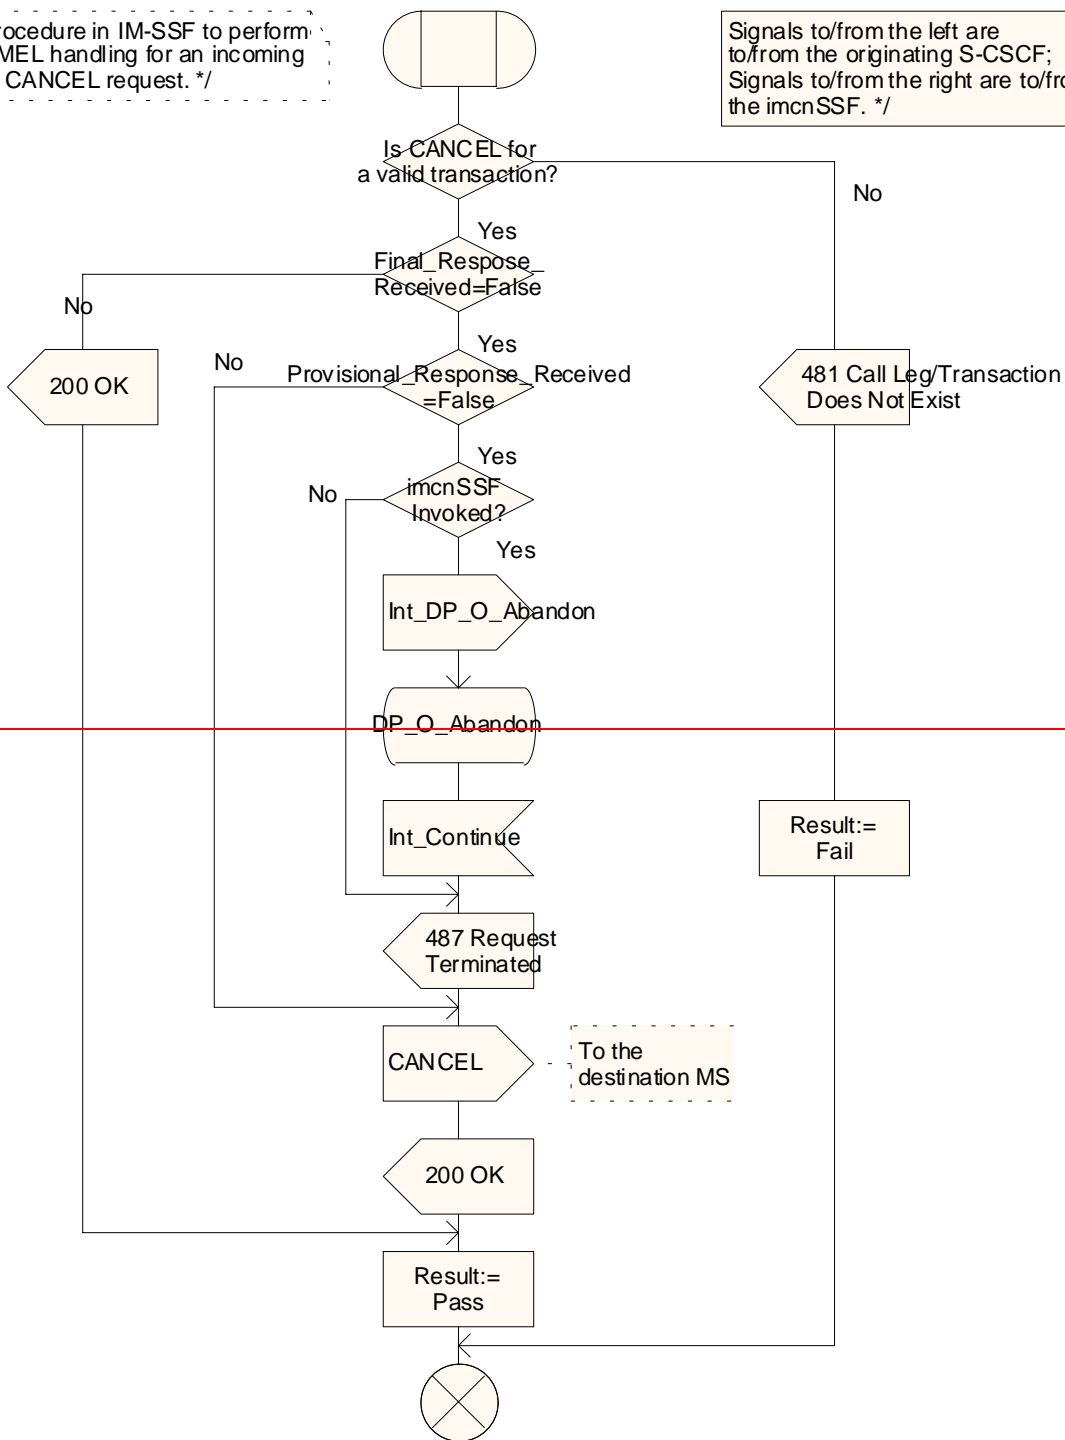 rocedure in IM-SSF to perform
MEL handling for an incoming
CANCEL request. */
Signals to/from the left are
to/from the originating S-CSCF;
Signals to/from the right are to/fro
the imcnSSF. */
Is CANCEL for
a valid transaction?
No
Yes
Final_Respose_
Received=False
No
Yes
200 OK
No
Provisional_Response_Received
=False
481 Call Leg/Transaction
Does Not Exist
Yes
No
imcnSSF
Invoked?
Yes
Int_DP_O_Abandon
DP_O_Abandon
Int_Continue
Result:=
Fail
487 Request
Terminated
CANCEL
To the
destination MS
200 OK
Result:=
Pass